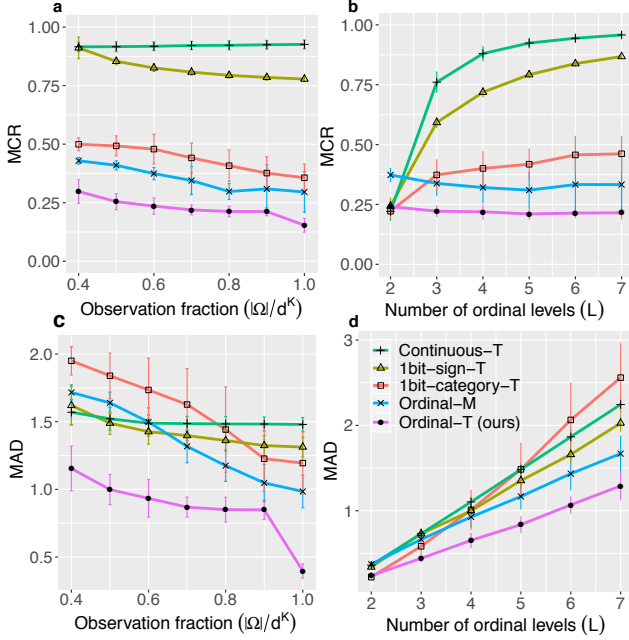 a
MCR
1.00
0.75
0.50
0.25
0.00
0.4 0.6 0.8 1.0
Observation fraction (|Ω|/d^K)
b
MCR
1.00
0.75
0.50
0.25
0.00
2 3 4 5 6 7
Number of ordinal levels (L)
c
MAD
2.0
1.5
1.0
0.5
0.4 0.6 0.8 1.0
Observation fraction (|Ω|/d^K)
d
Continuous-T
1bit-sign-T
1bit-category-T
Ordinal-M
Ordinal-T (ours)
MAD
3
2
1
2 3 4 5 6 7
Number of ordinal levels (L)